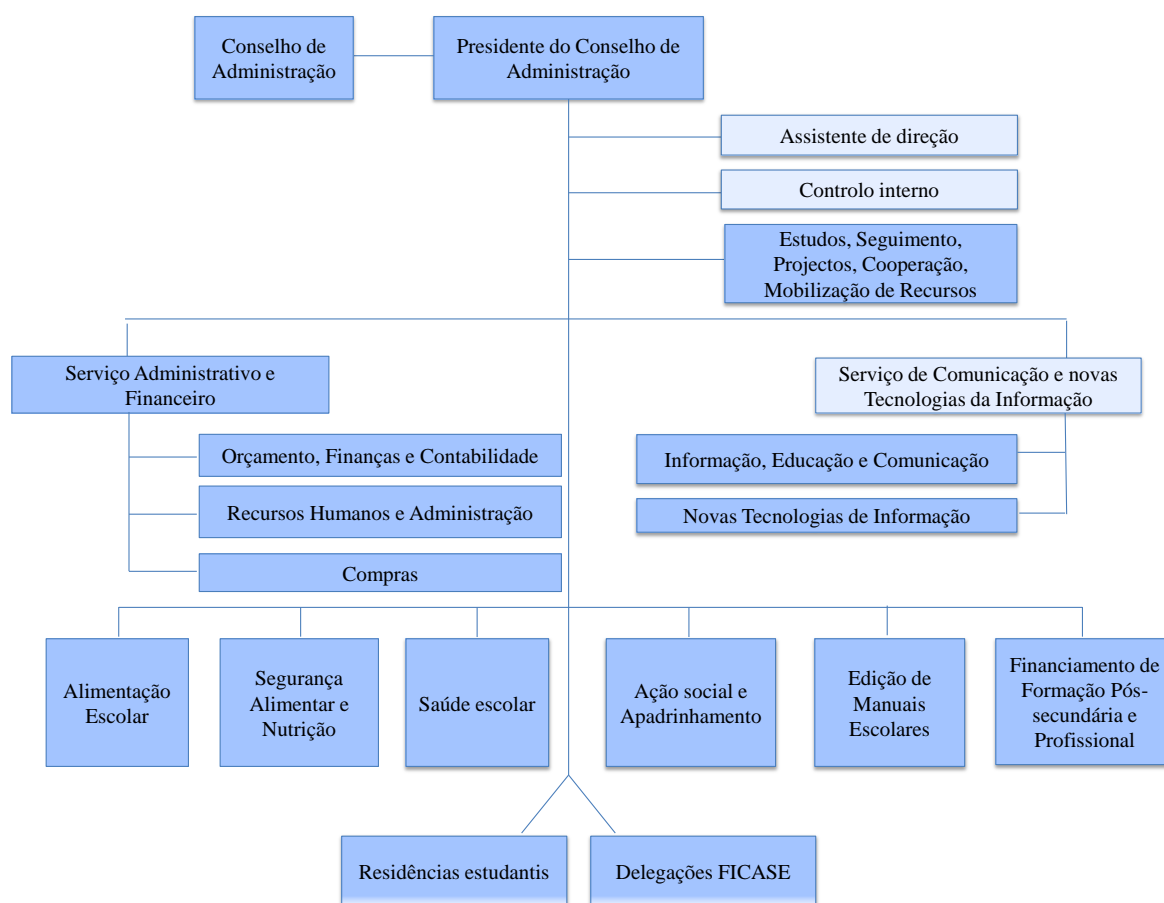 Conselho de
Administração
Presidente do Conselho de
Administração
Assistente de direção
Controlo interno
Estudos, Seguimento,
Projectos, Cooperação,
Mobilização de Recursos
Serviço Administrativo e
Financeiro
Serviço de Comunicação e novas
Tecnologias da Informação
Orçamento, Finanças e Contabilidade
Recursos Humanos e Administração
Compras
Informação, Educação e Comunicação
Novas Tecnologias de Informação
Alimentação
Escolar
Segurança
Alimentar e
Nutrição
Saúde escolar
Ação social e
Apadrinhamento
Edição de
Manuais
Escolares
Financiamento de
Formação Pós-
secundária e
Profissional
Residências estudantis
Delegações FICASE